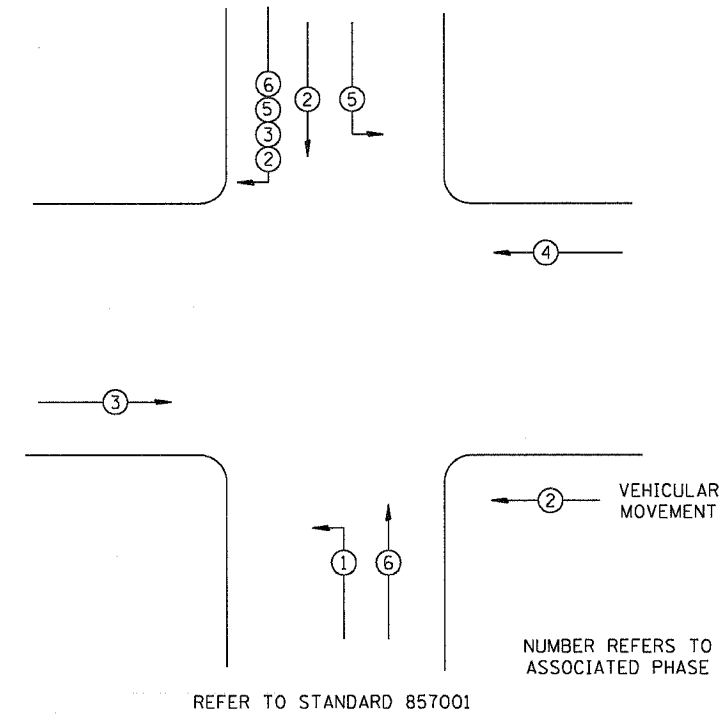 6
5
3
2
2
5
4
3
1
6
2
VEHICULAR
MOVEMENT
NUMBER REFERS TO
ASSOCIATED PHASE
REFER TO STANDARD 857001